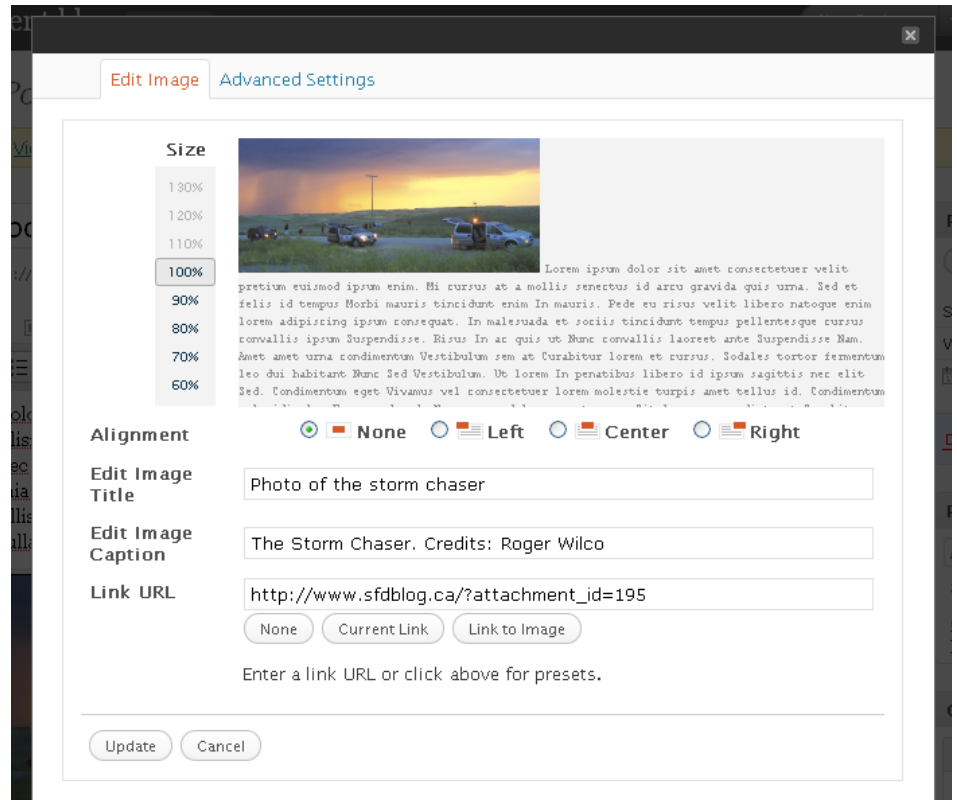 Edit Image
Advanced Settings
Size
130%
120%
110%
100%
90%
80%
70%
60%
Lorem ipsum dolor sit amet consectetuer velit
pretium euismod ipsum enim. Mi cursus at a mollis senectus id arcu gravida quis urna. Sed et
felis id tempus Morbi mauris tincidunt enim In mauris. Pede eu risus velit libero natoque enim
lorem adipiscing ipsum consequat. In malesuada et sociis tincidunt tempus pellentesque cursus
convallis ipsum Suspendisse. Risus In ac quis ut Nunc convallis laoreet ante Suspendisse Nam.
Amet amet urna condimentum Vestibulum sem at Curabitur lorem et cursus. Sodales tortor fermentum
leo dui habitant Nunc Sed Vestibulum. Ut lorem In penatibus libero id ipsum sagittis nec elit
Sed. Condimentum eget Vivamus vel consectetuer lorem molestie turpis amet tellus id. Condimentum
Alignment
None Left Center Right
Edit Image
Title
Photo of the storm chaser
Edit Image
Caption
The Storm Chaser. Credits: Roger Wilco
Link URL
http://www.sfdblog.ca/?attachment_id=195
None Current Link Link to Image
Enter a link URL or click above for presets.
Update Cancel